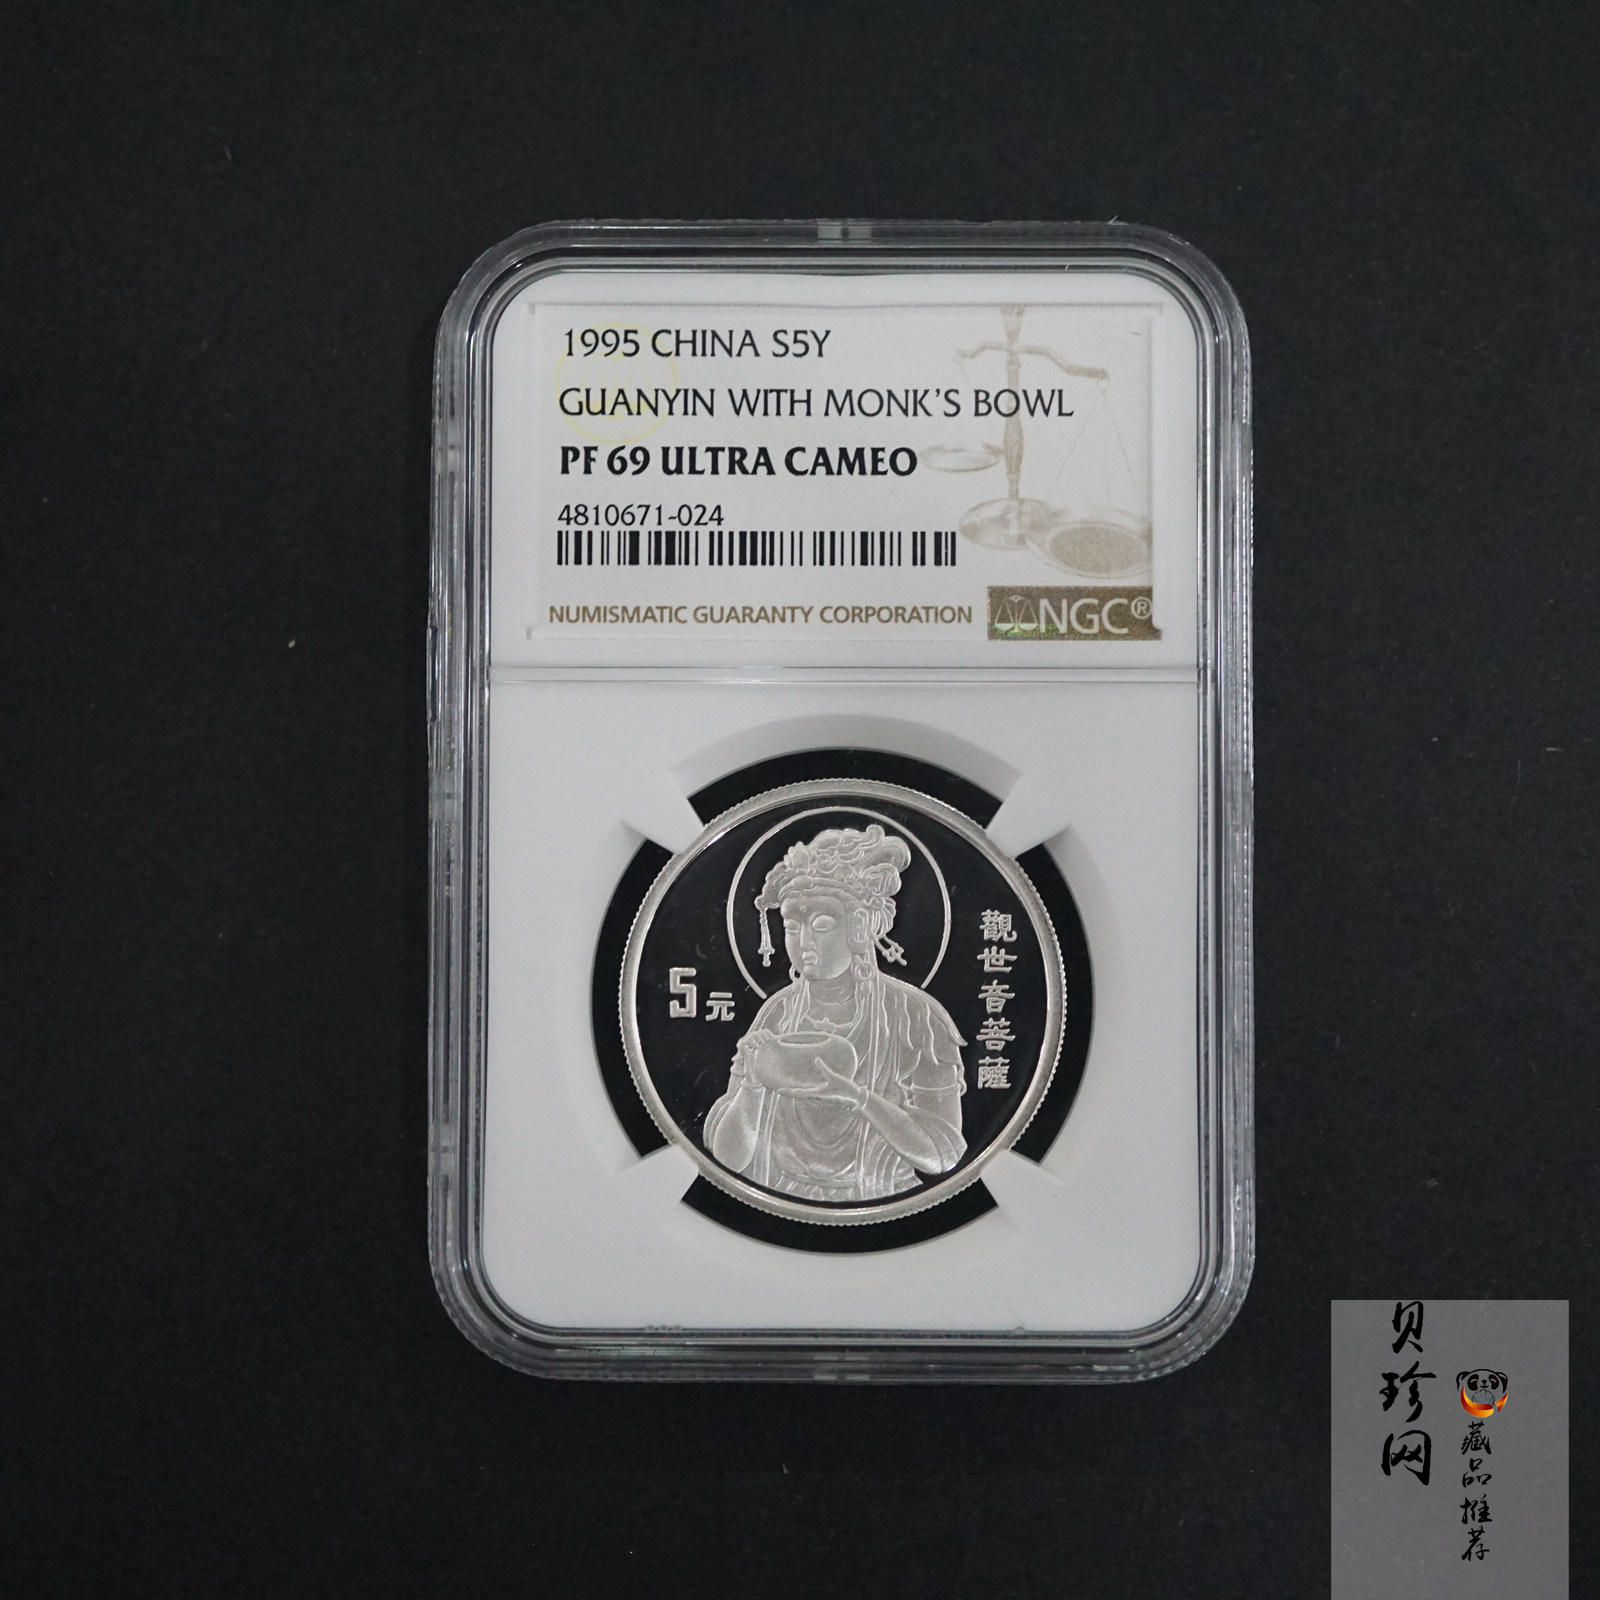 1995 CHINA S5Y
GUANYIN WITH MONK'S BOWL
PF 69 ULTRA CAMEO
4810671-024
NUMISMATIC GUARANTY CORPORATION
NGC®
5元
觀世音菩薩
贝珍网
藏品推荐